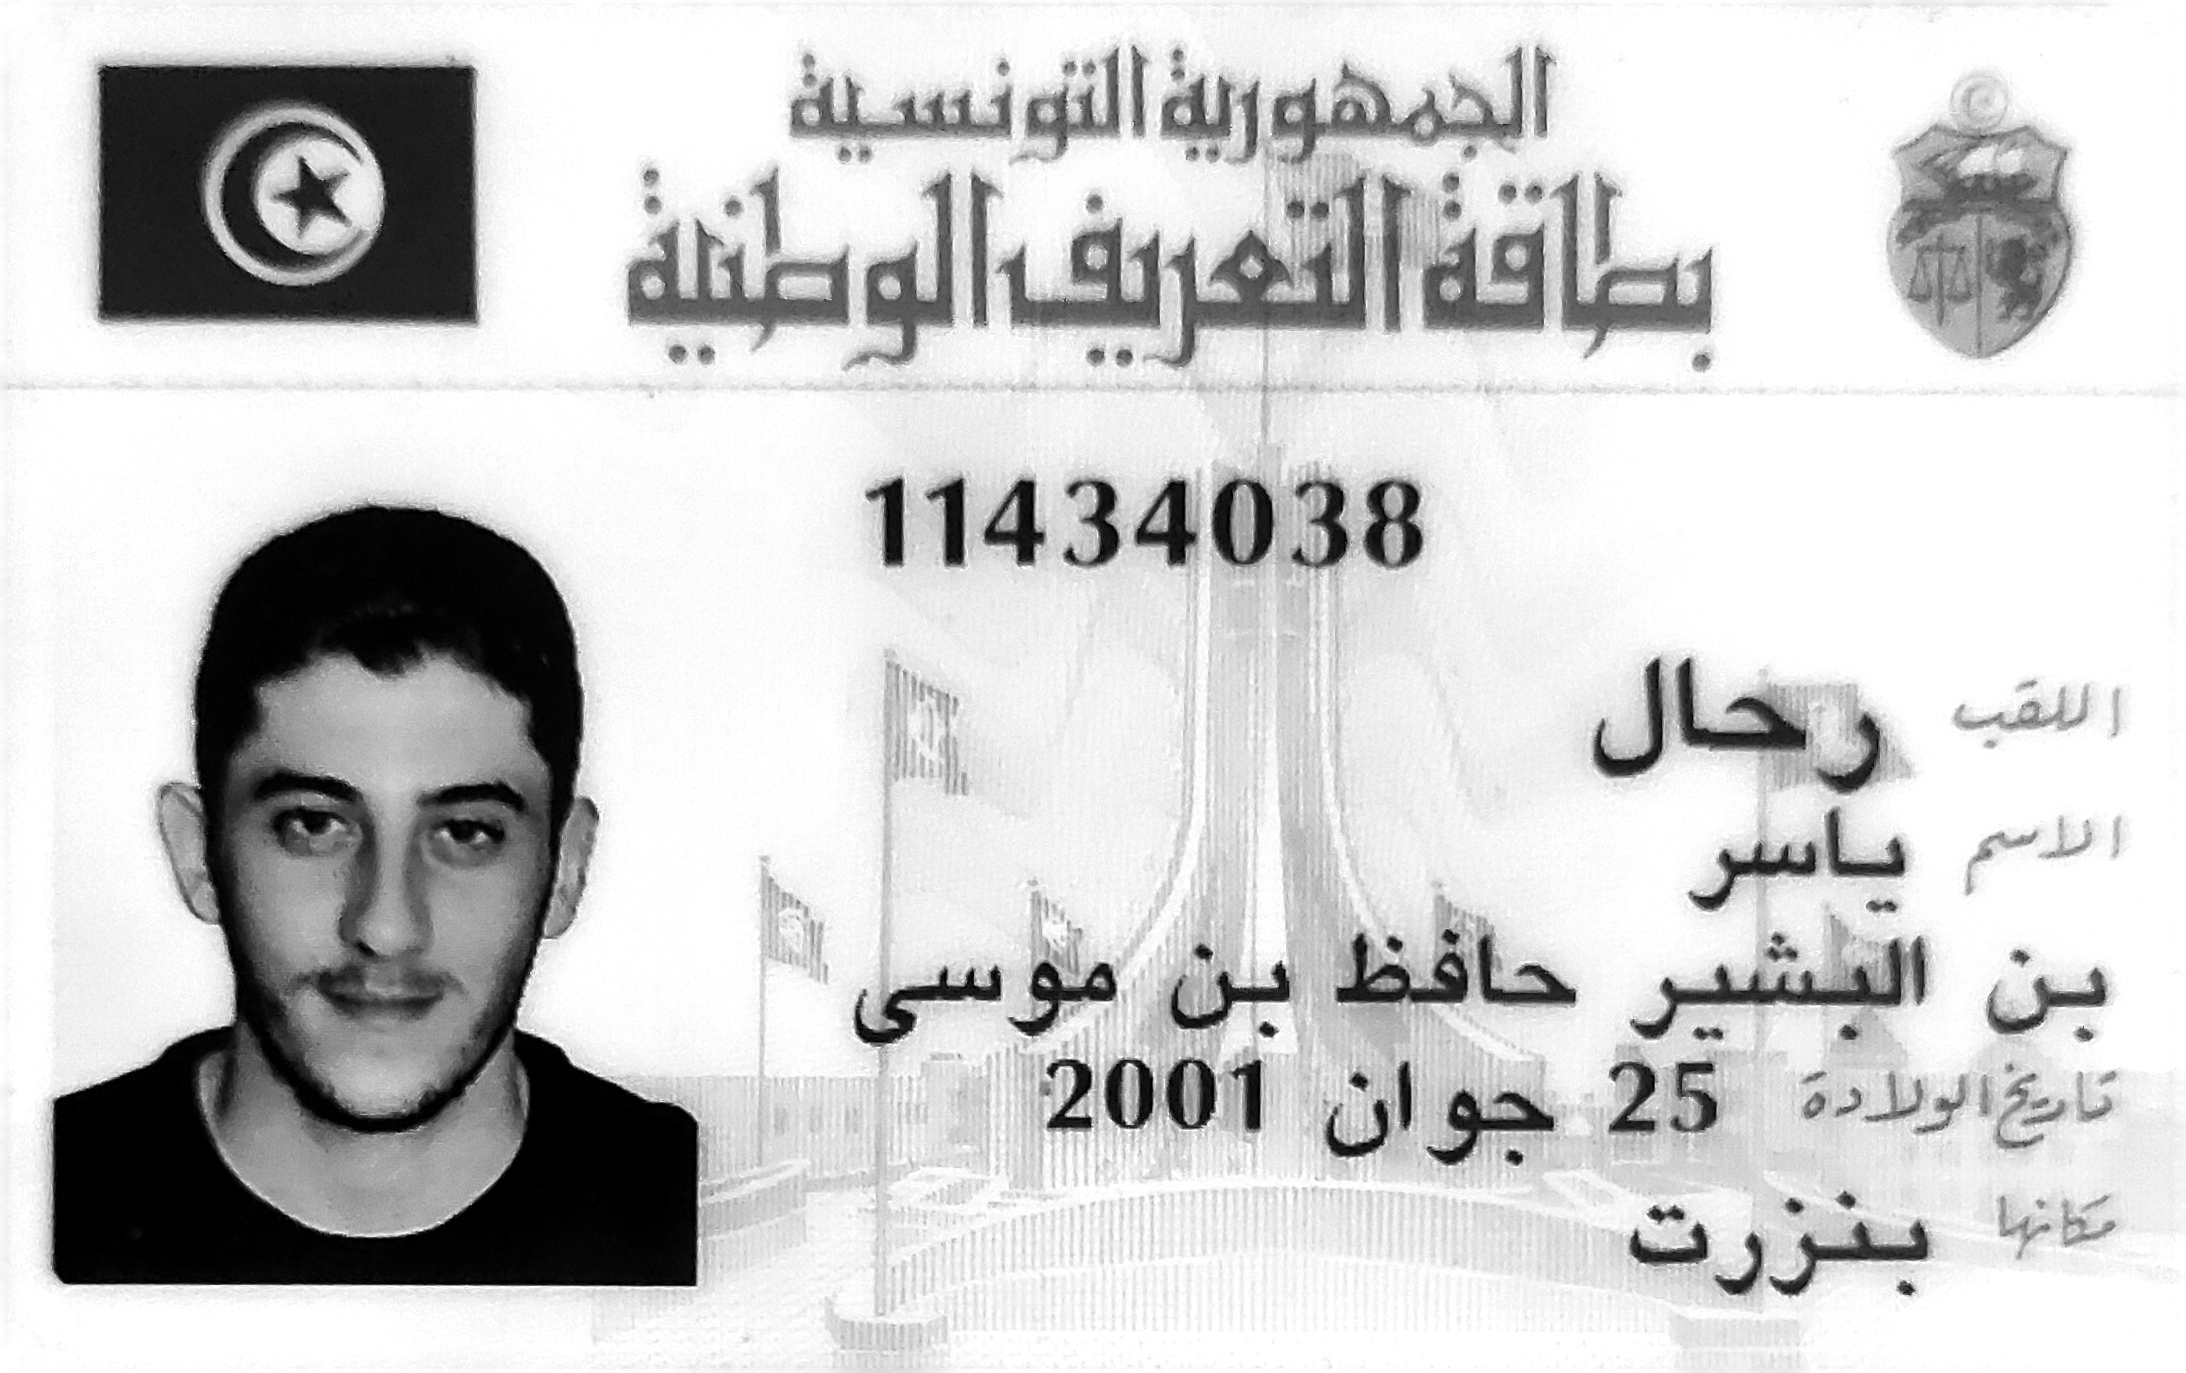 الجمهورية التونسية
بطاقة التعريف الوطنية
11434038
اللقب رحال
الاسم ياسر
بن البشير حافظ بن موسى
تاريخ الولادة 25 جوان 2001
مكانها بنزرت